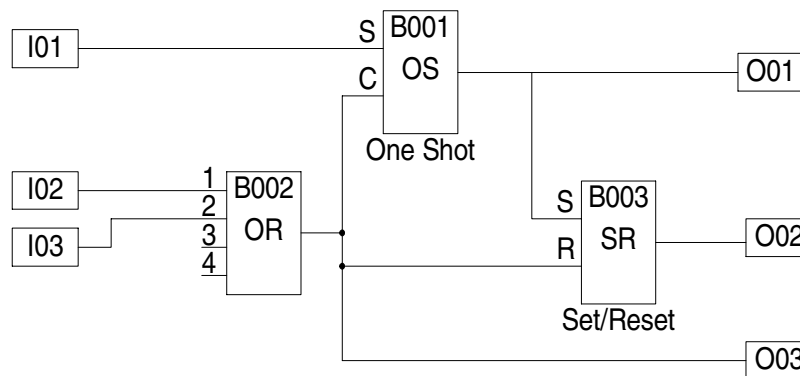 I01
S
B001
OS
C
One Shot
O01
I02
I03
1
2
3
4
B002
OR
S
R
B003
SR
Set/Reset
O02
O03